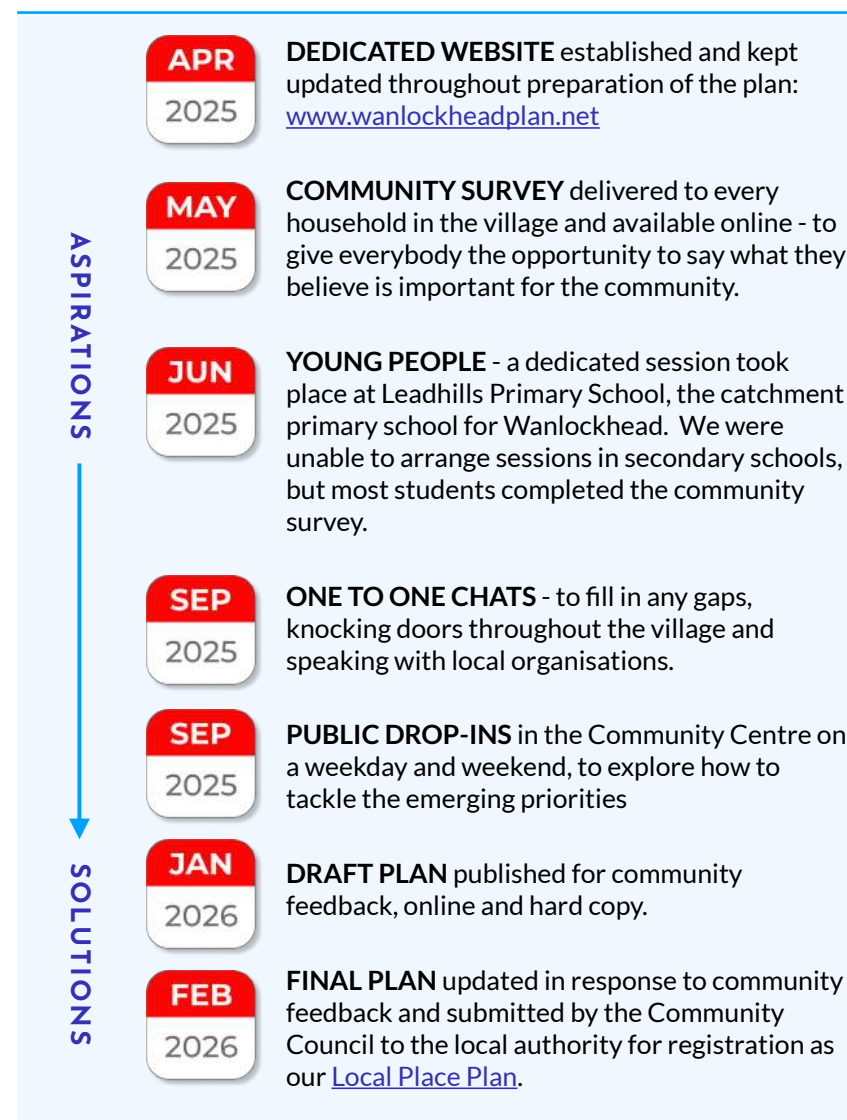 APR
2025
DEDICATED WEBSITE established and kept
updated throughout preparation of the plan:
www.wanlockheadplan.net
ASPIRATIONS
MAY
2025
COMMUNITY SURVEY delivered to every
household in the village and available online - to
give everybody the opportunity to say what they
believe is important for the community.
JUN
2025
YOUNG PEOPLE - a dedicated session took
place at Leadhills Primary School, the catchment
primary school for Wanlockhead.  We were
unable to arrange sessions in secondary schools,
but most students completed the community
survey.
SEP
2025
ONE TO ONE CHATS - to fill in any gaps,
knocking doors throughout the village and
speaking with local organisations.
SEP
2025
PUBLIC DROP-INS in the Community Centre on
a weekday and weekend, to explore how to
tackle the emerging priorities
SOLUTIONS
JAN
2026
DRAFT PLAN published for community
feedback, online and hard copy.
FEB
2026
FINAL PLAN updated in response to community
feedback and submitted by the Community
Council to the local authority for registration as
our Local Place Plan.